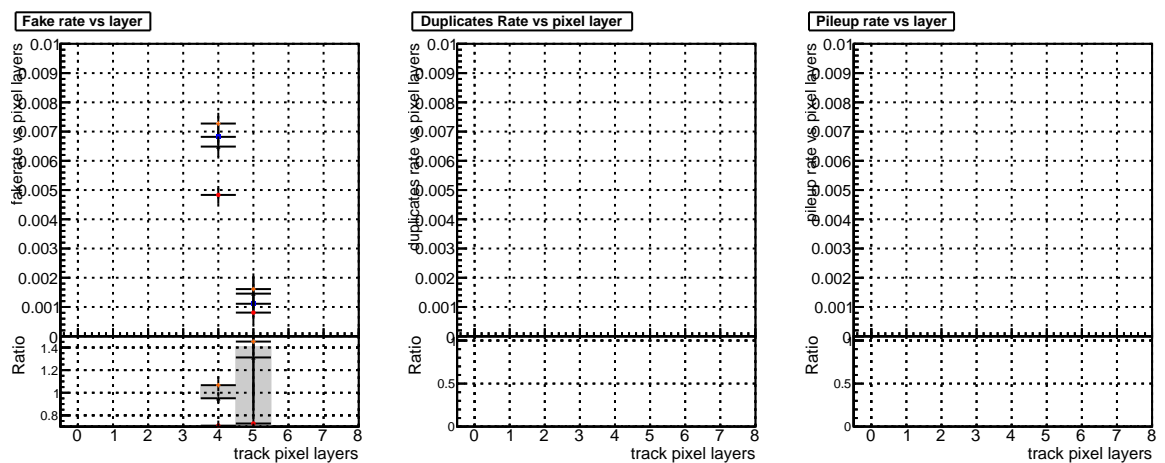 Fake rate vs layer
fakerate vs pixel layers
0.01
0.009
0.008
0.007
0.006
0.005
0.004
0.003
0.002
0.001
0
Ratio
1.4
1.2
1
0.8
0 1 2 3 4 5 6 7 8
track pixel layers
Duplicates Rate vs pixel layer
duplicates rate vs pixel layers
0.01
0.009
0.008
0.007
0.006
0.005
0.004
0.003
0.002
0.001
0
Ratio
1
0.5
0
0 1 2 3 4 5 6 7 8
track pixel layers
Pileup rate vs layer
pileup rate vs pixel layers
0.01
0.009
0.008
0.007
0.006
0.005
0.004
0.003
0.002
0.001
0
Ratio
1
0.5
0
0 1 2 3 4 5 6 7 8
track pixel layers